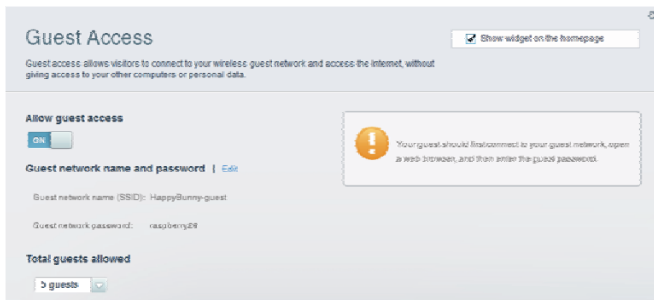 Guest Access
Show widget on the homepage
Guest access allows visitors to connect to your wireless guest network and access the Internet, without
giving access to your other computers or personal data.
Allow guest access
ON
Your guest should first connect to your guest network, open
a web browser, and then enter the guest password.
Guest network name and password | Edit
Guest network name (SSID): HappyBunny-guest
Guest network password: raspberry29
Total guests allowed
5 guests